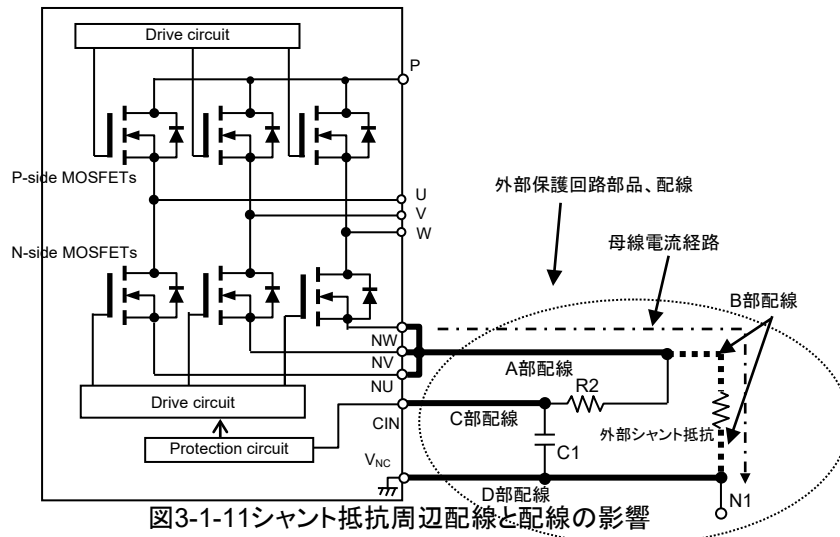 Drive circuit
P
P-side MOSFETs
外部保護回路部品、配線
U
V
W
母線電流経路
N-side MOSFETs
B部配線
NW
NV
A部配線
NU
R2
Drive circuit
CIN
C部配線
外部シャント抵抗
Protection circuit
C1
VNC
D部配線
N1
図3-1-11シャント抵抗周辺配線と配線の影響